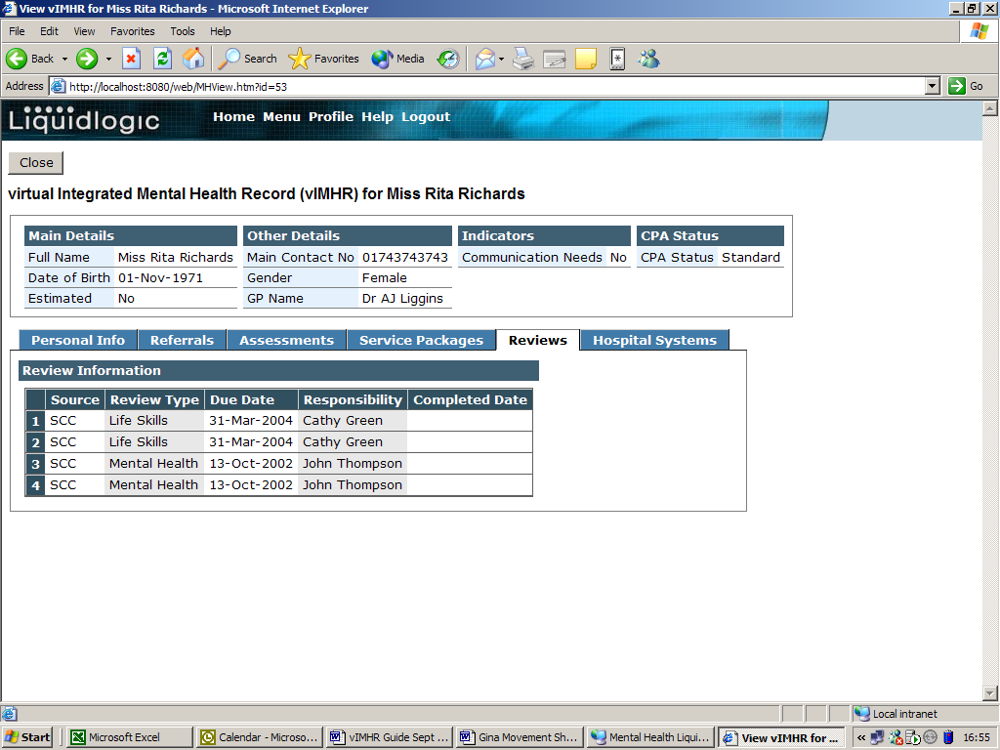 View vIMHR for Miss Rita Richards - Microsoft Internet Explorer
File Edit View Favorites Tools Help
Back Search Favorites Media
Address http://localhost:8080/web/MHView.htm?id=53 Go
Liquidlogic Home Menu Profile Help Logout
Close
virtual Integrated Mental Health Record (vIMHR) for Miss Rita Richards
Main Details Other Details Indicators CPA Status
Full Name Miss Rita Richards Main Contact No 01743743743 Communication Needs No CPA Status Standard
Date of Birth 01-Nov-1971 Gender Female
Estimated No GP Name Dr AJ Liggins
Personal Info Referrals Assessments Service Packages Reviews Hospital Systems
Review Information
Source Review Type Due Date Responsibility Completed Date
1 SCC Life Skills 31-Mar-2004 Cathy Green
2 SCC Life Skills 31-Mar-2004 Cathy Green
3 SCC Mental Health 13-Oct-2002 John Thompson
4 SCC Mental Health 13-Oct-2002 John Thompson
Local intranet
Start Microsoft Excel Calendar - Microso... vIMHR Guide Sept ... Gina Movement Sh... Mental Health Liqui... View vIMHR for ... « 16:55